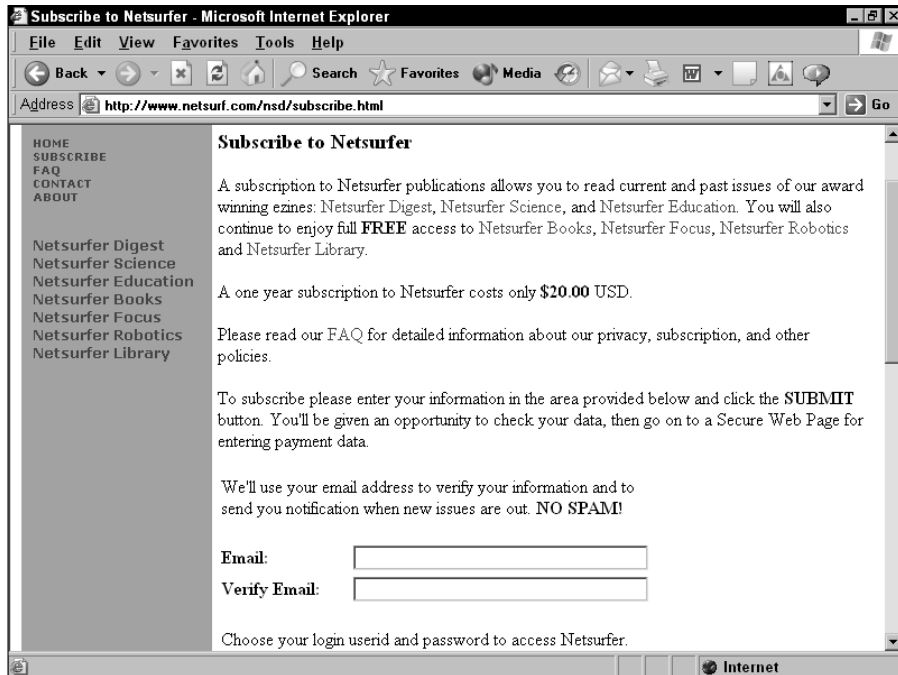 Subscribe to Netsurfer - Microsoft Internet Explorer
File Edit View Favorites Tools Help
Back Search Favorites Media
Address http://www.netsurf.com/nsd/subscribe.html Go
HOME
SUBSCRIBE
FAQ
CONTACT
ABOUT
Netsurfer Digest
Netsurfer Science
Netsurfer Education
Netsurfer Books
Netsurfer Focus
Netsurfer Robotics
Netsurfer Library
Subscribe to Netsurfer
A subscription to Netsurfer publications allows you to read current and past issues of our award
winning ezines: Netsurfer Digest, Netsurfer Science, and Netsurfer Education. You will also
continue to enjoy full FREE access to Netsurfer Books, Netsurfer Focus, Netsurfer Robotics
and Netsurfer Library.
A one year subscription to Netsurfer costs only $20.00 USD.
Please read our FAQ for detailed information about our privacy, subscription, and other
policies.
To subscribe please enter your information in the area provided below and click the SUBMIT
button. You'll be given an opportunity to check your data, then go on to a Secure Web Page for
entering payment data.
We'll use your email address to verify your information and to
send you notification when new issues are out. NO SPAM!
Email:
Verify Email:
Choose your login userid and password to access Netsurfer.
Internet